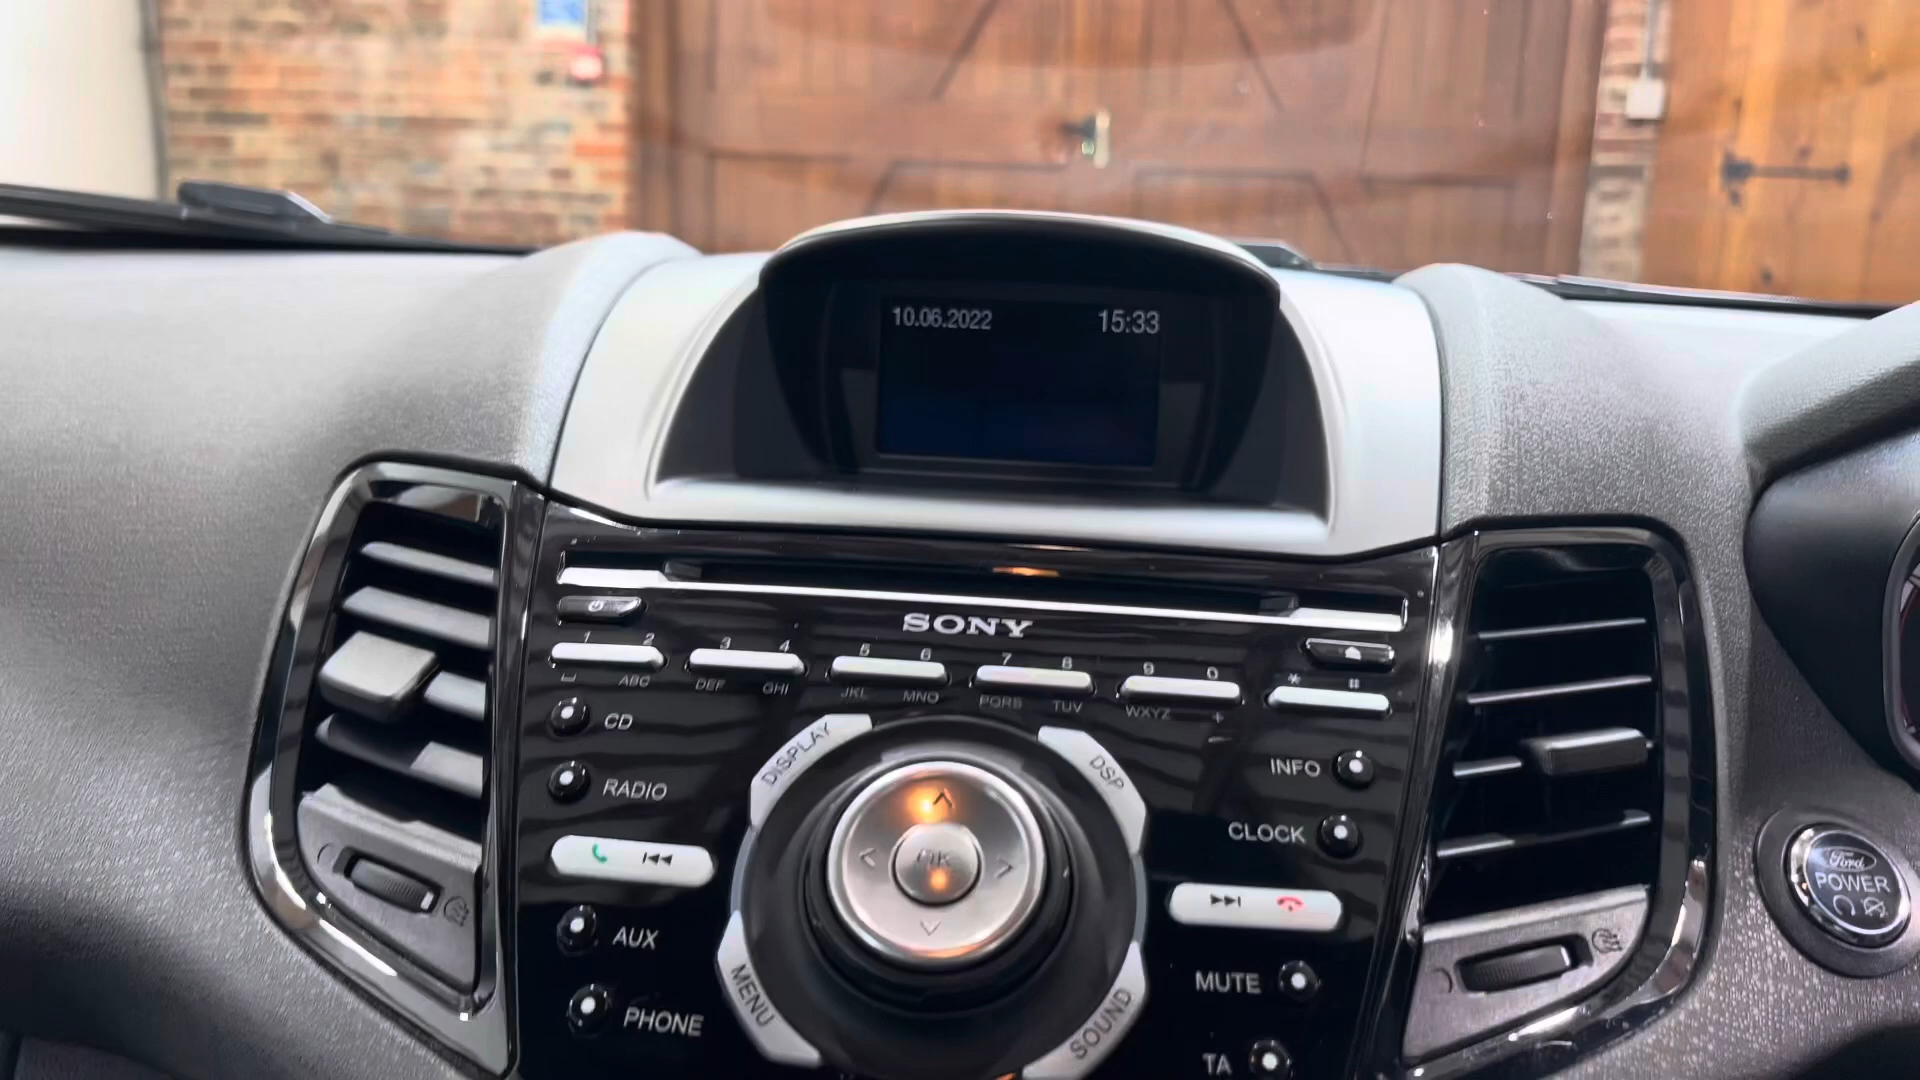 10.06.2022 15:33
SONY
1 2 3 4 5 6 7 8 9 0 * #
ABC DEF GHI JKL MNO PQRS TUV WXYZ +
CD
DISPLAY
DSP
RADIO
INFO
CLOCK
OK
AUX
MUTE
MENU
SOUND
PHONE
TA
Ford
POWER